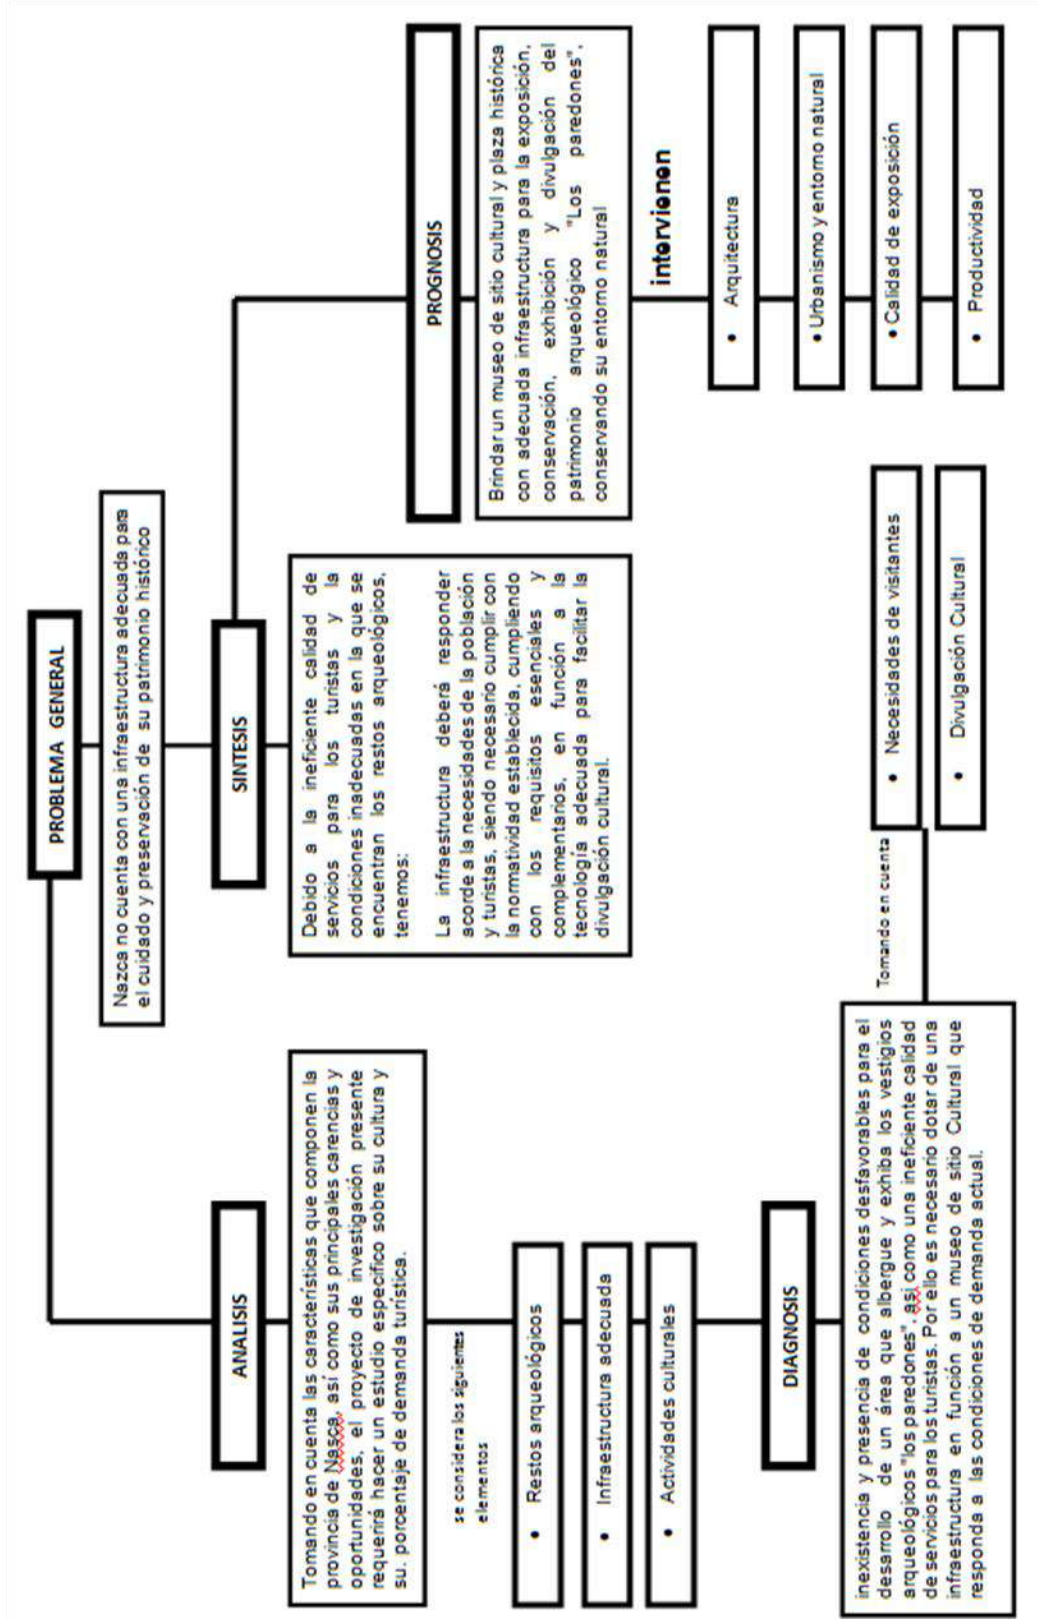 PROBLEMA GENERAL
Nazca no cuenta con una infraestructura adecuada para
el cuidado y preservación de su patrimonio histórico
ANALISIS
Tomando en cuenta las características que componen la
provincia de Nasca, así como sus principales carencias y
oportunidades, el proyecto de investigación presente
requerirá hacer un estudio especifico sobre su cultura y
su. porcentaje de demanda turística.
se considera los siguientes
elementos
• Restos arqueológicos
• Infraestructura adecuada
• Actividades culturales
DIAGNOSIS
inexistencia y presencia de condiciones desfavorables para el
desarrollo de un área que albergue y exhiba los vestigios
arqueológicos "los paredones", así como una ineficiente calidad
de servicios para los turistas. Por ello es necesario dotar de una
infraestructura en función a un museo de sitio Cultural que
responda a las condiciones de demanda actual.
Tomando en cuenta
• Necesidades de visitantes
• Divulgación Cultural
SINTESIS
Debido a la ineficiente calidad de
servicios para los turistas y la
condiciones inadecuadas en la que se
encuentran los restos arqueológicos,
tenemos:
La infraestructura deberá responder
acorde a la necesidades de la población
y turistas, siendo necesario cumplir con
la normatividad establecida, cumpliendo
con los requisitos esenciales y
complementarios, en función a la
tecnología adecuada para facilitar la
divulgación cultural.
PROGNOSIS
Brindar un museo de sitio cultural y plaza histórica
con adecuada infraestructura para la exposición,
conservación, exhibición y divulgación del
patrimonio arqueológico "Los paredones",
conservando su entorno natural
intervienen
• Arquitectura
• Urbanismo y entorno natural
• Calidad de exposición
• Productividad